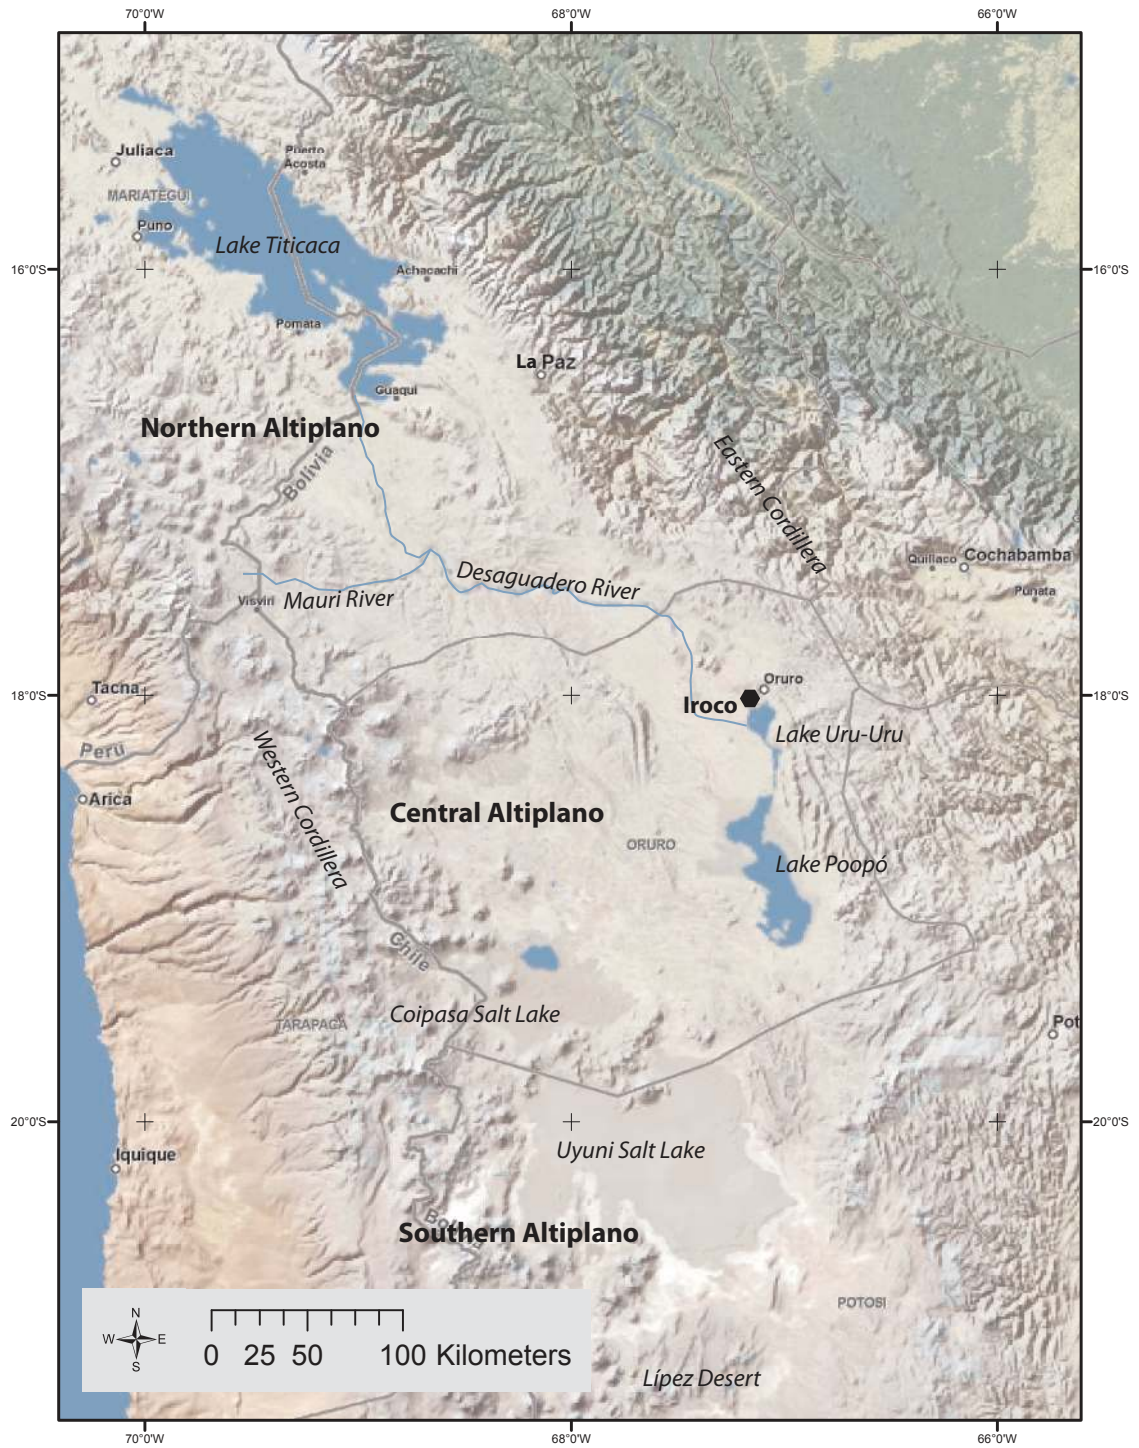 70°0'W
68°0'W
66°0'W
Juliaca
Puerto
Acosta
MARIATEGUI
Puno
Lake Titicaca
16°0'S
Achacachi
16°0'S
Pomata
La Paz
Guaqui
Northern Altiplano
Bolivia
Eastern Cordillera
Desaguadero River
Quillaco
Cochabamba
Mauri River
Visviri
Punata
Tacna
18°0'S
Oruro
18°0'S
Iroco
Peru
Lake Uru-Uru
Western Cordillera
Arica
Central Altiplano
ORURO
Lake Poopó
Chile
Coipasa Salt Lake
TARAPACA
Pot
20°0'S
20°0'S
Uyuni Salt Lake
Iquique
Southern Altiplano
POTOSI
N
W E
S
0 25 50 100 Kilometers
Lípez Desert
70°0'W
68°0'W
66°0'W